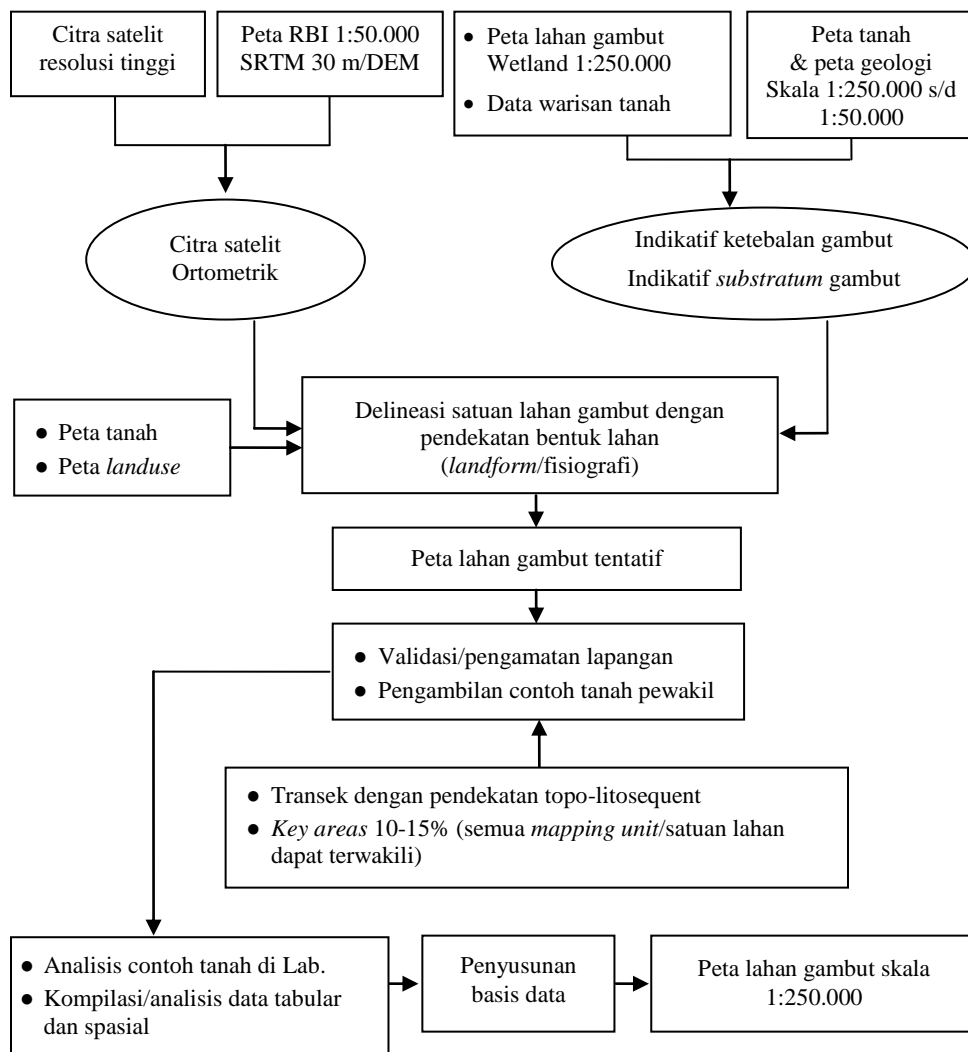 Citra satelit
resolusi tinggi
Peta RBI 1:50.000
SRTM 30 m/DEM
● Peta lahan gambut
Wetland 1:250.000
● Data warisan tanah
Peta tanah
& peta geologi
Skala 1:250.000 s/d
1:50.000
Citra satelit
Ortometrik
Indikatif ketebalan gambut
Indikatif substratum gambut
● Peta tanah
● Peta landuse
Delineasi satuan lahan gambut dengan
pendekatan bentuk lahan
(landform/fisiografi)
Peta lahan gambut tentatif
● Validasi/pengamatan lapangan
● Pengambilan contoh tanah pewakil
● Transek dengan pendekatan topo-litosequent
● Key areas 10-15% (semua mapping unit/satuan lahan
dapat terwakili)
● Analisis contoh tanah di Lab.
● Kompilasi/analisis data tabular
dan spasial
Penyusunan
basis data
Peta lahan gambut skala
1:250.000